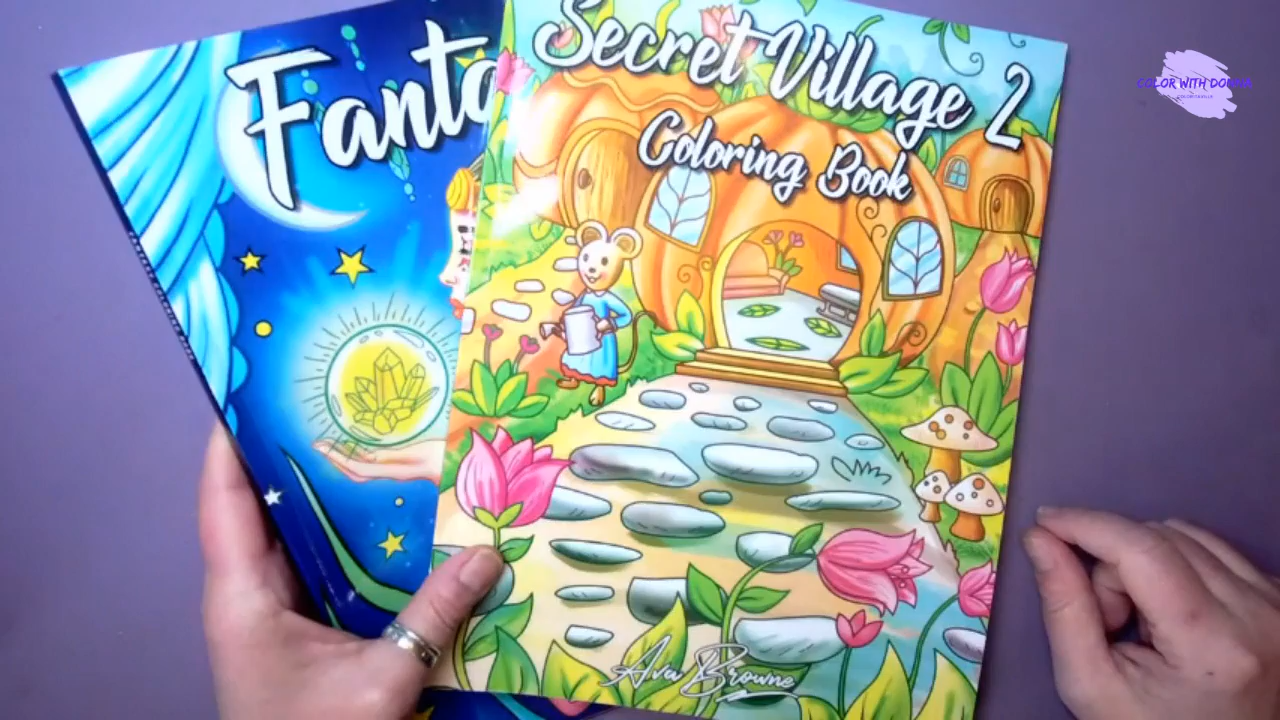 Fanta
Secret Village 2
Coloring Book
COLOR WITH DONNA
Ava Browne